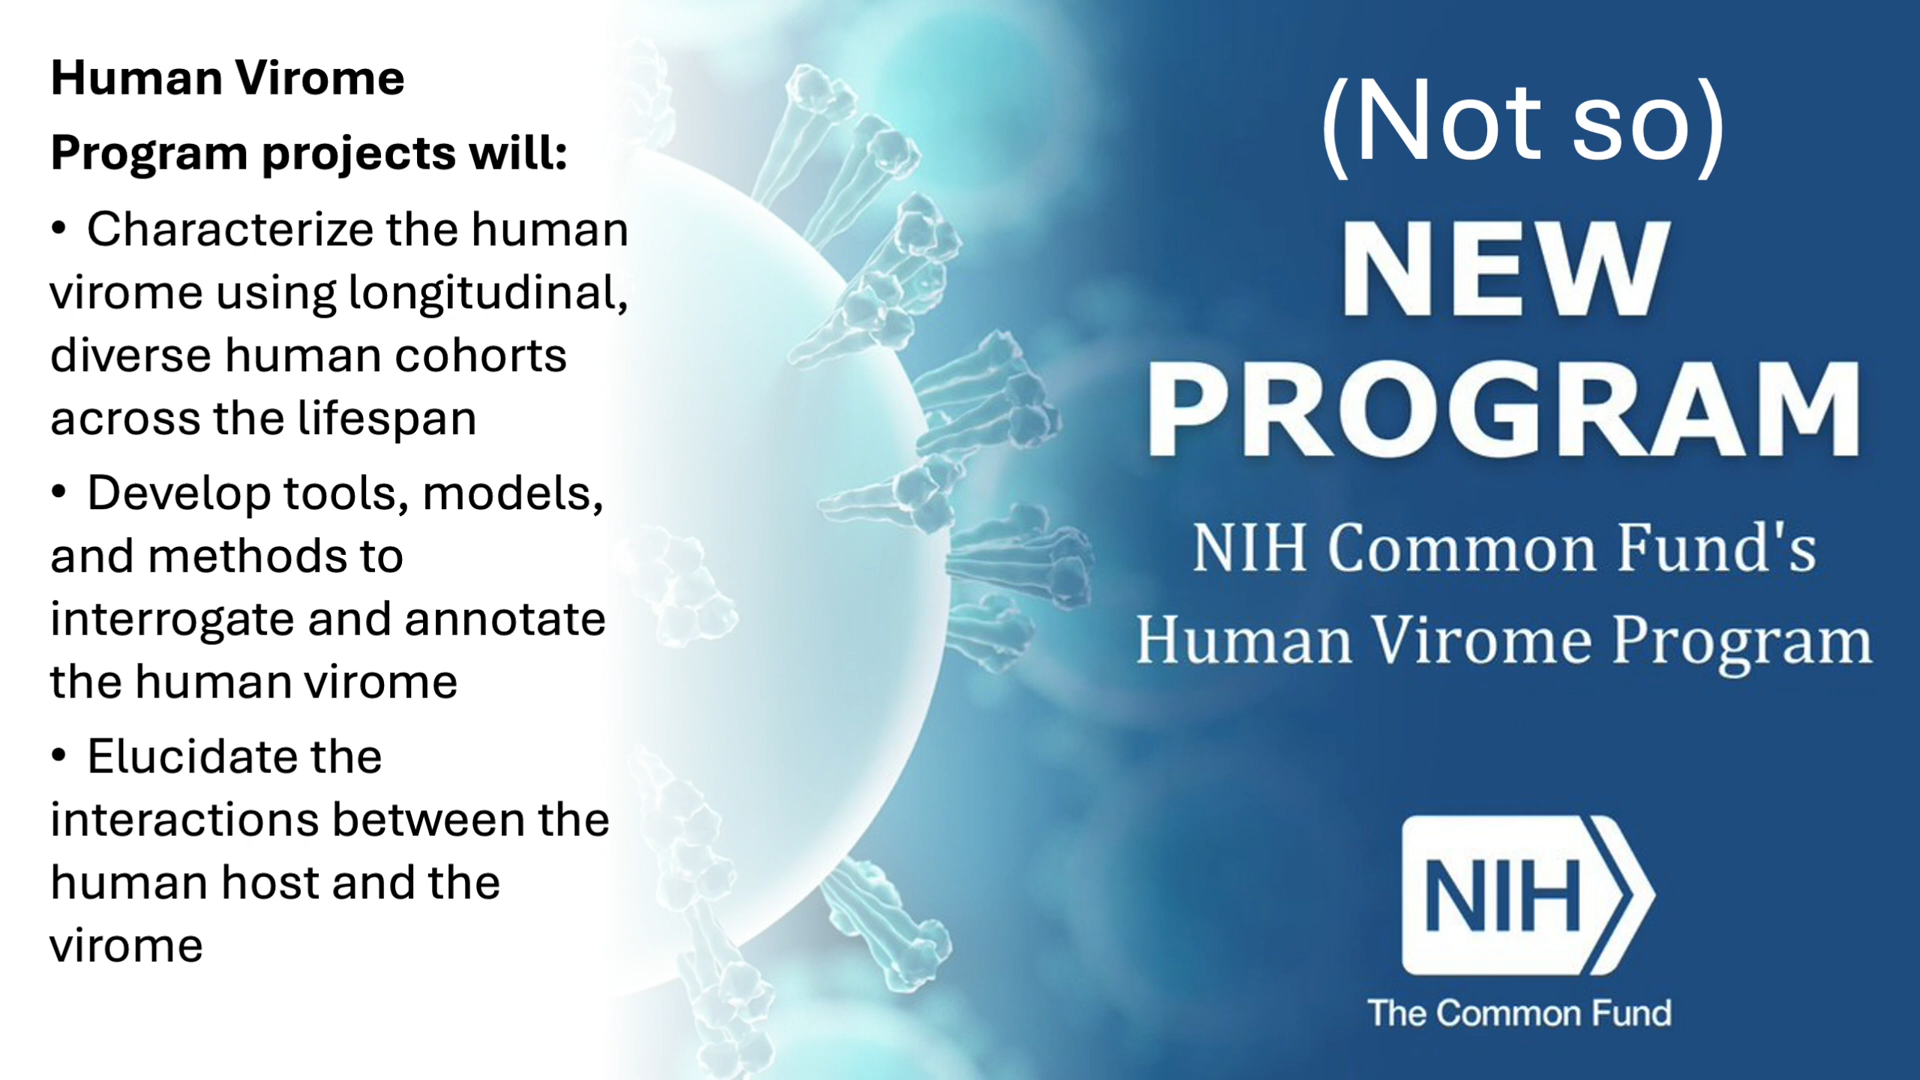 Human Virome
Program projects will:
• Characterize the human
virome using longitudinal,
diverse human cohorts
across the lifespan
• Develop tools, models,
and methods to
interrogate and annotate
the human virome
• Elucidate the
interactions between the
human host and the
virome
(Not so)
NEW
PROGRAM
NIH Common Fund's
Human Virome Program
NIH
The Common Fund